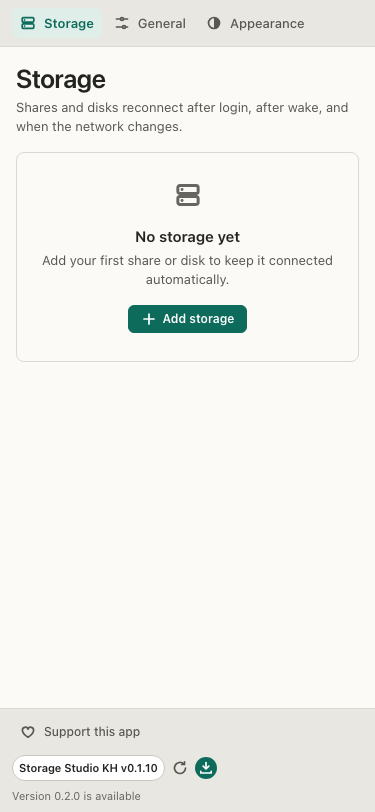 Storage General Appearance
Storage
Shares and disks reconnect after login, after wake, and
when the network changes.
No storage yet
Add your first share or disk to keep it connected
automatically.
Add storage
Support this app
Storage Studio KH v0.1.10
Version 0.2.0 is available